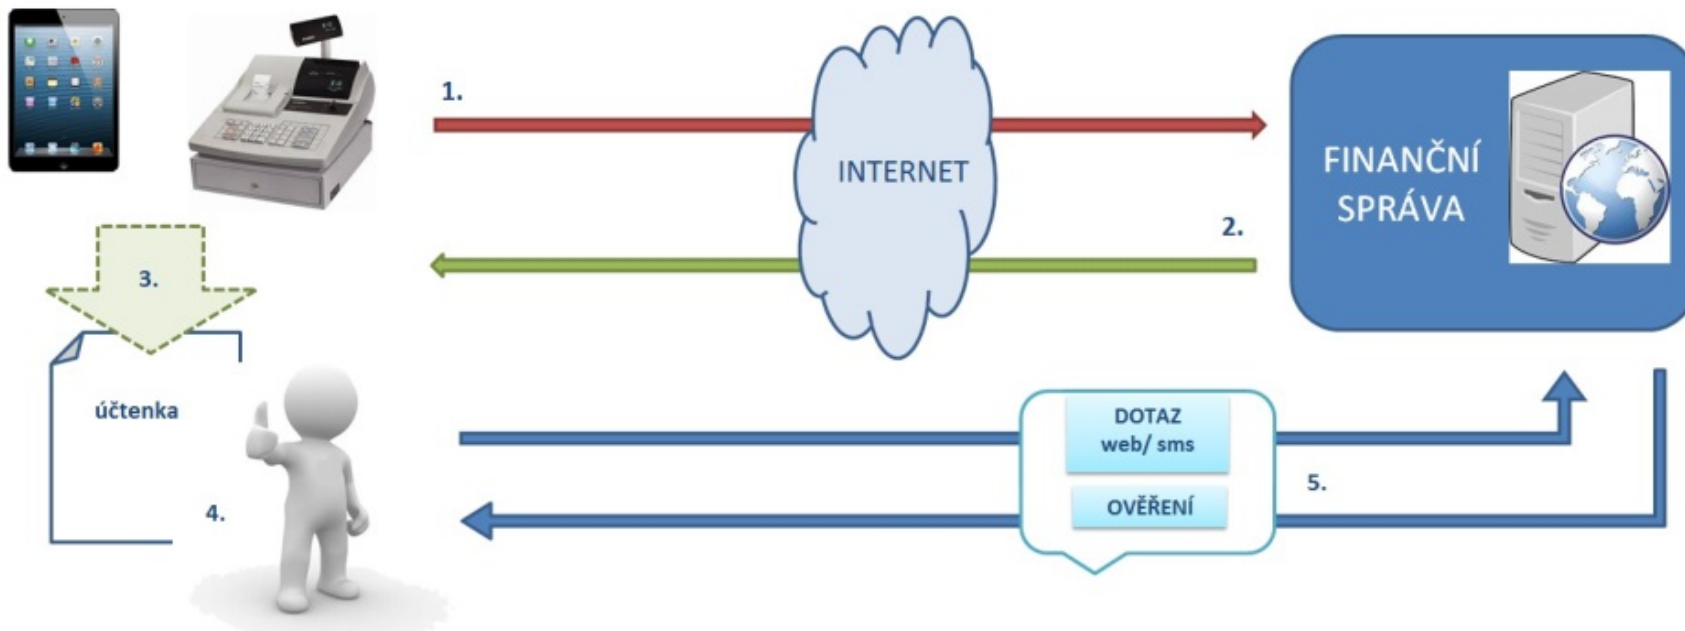 1.
INTERNET
FINANČNÍ
SPRÁVA
2.
3.
účtenka
DOTAZ
web/ sms
5.
OVĚŘENÍ
4.